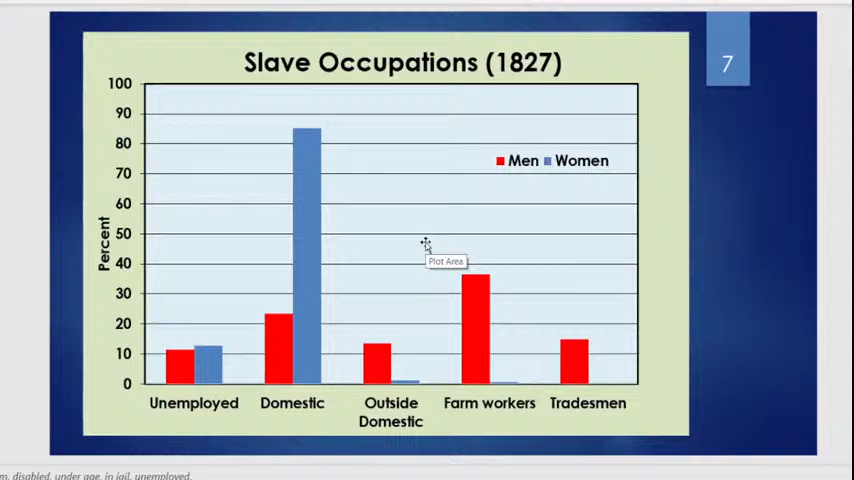 Slave Occupations (1827)
7
100
90
80
70
60
50
40
30
20
10
0
Percent
Men Women
Plot Area
Unemployed Domestic Outside Domestic Farm workers Tradesmen
m, disabled, under age, in jail, unemployed.